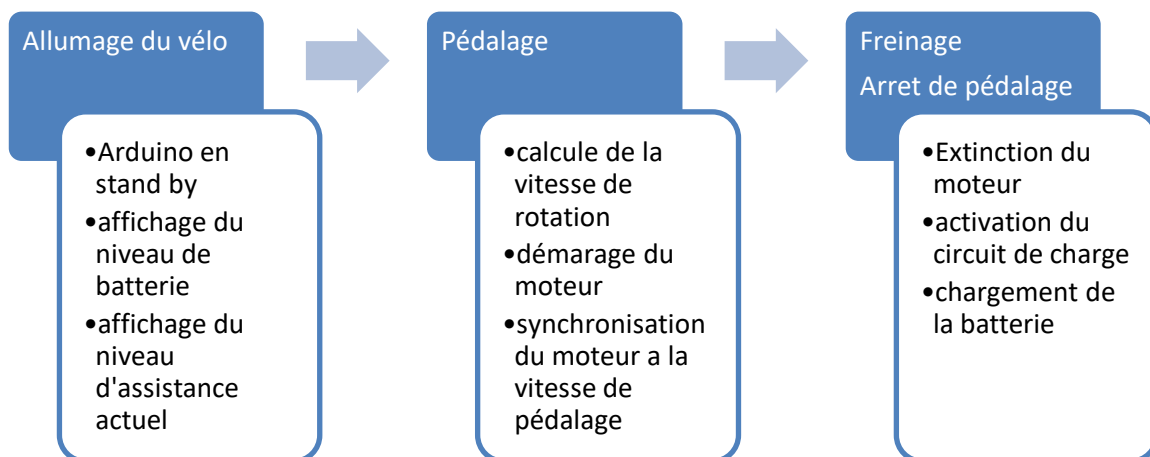 Allumage du vélo
•Arduino en
stand by
•affichage du
niveau de
batterie
•affichage du
niveau
d'assistance
actuel
Pédalage
•calcule de la
vitesse de
rotation
•démarage du
moteur
•synchronisation
du moteur a la
vitesse de
pédalage
Freinage
Arret de pédalage
•Extinction du
moteur
•activation du
circuit de charge
•chargement de
la batterie